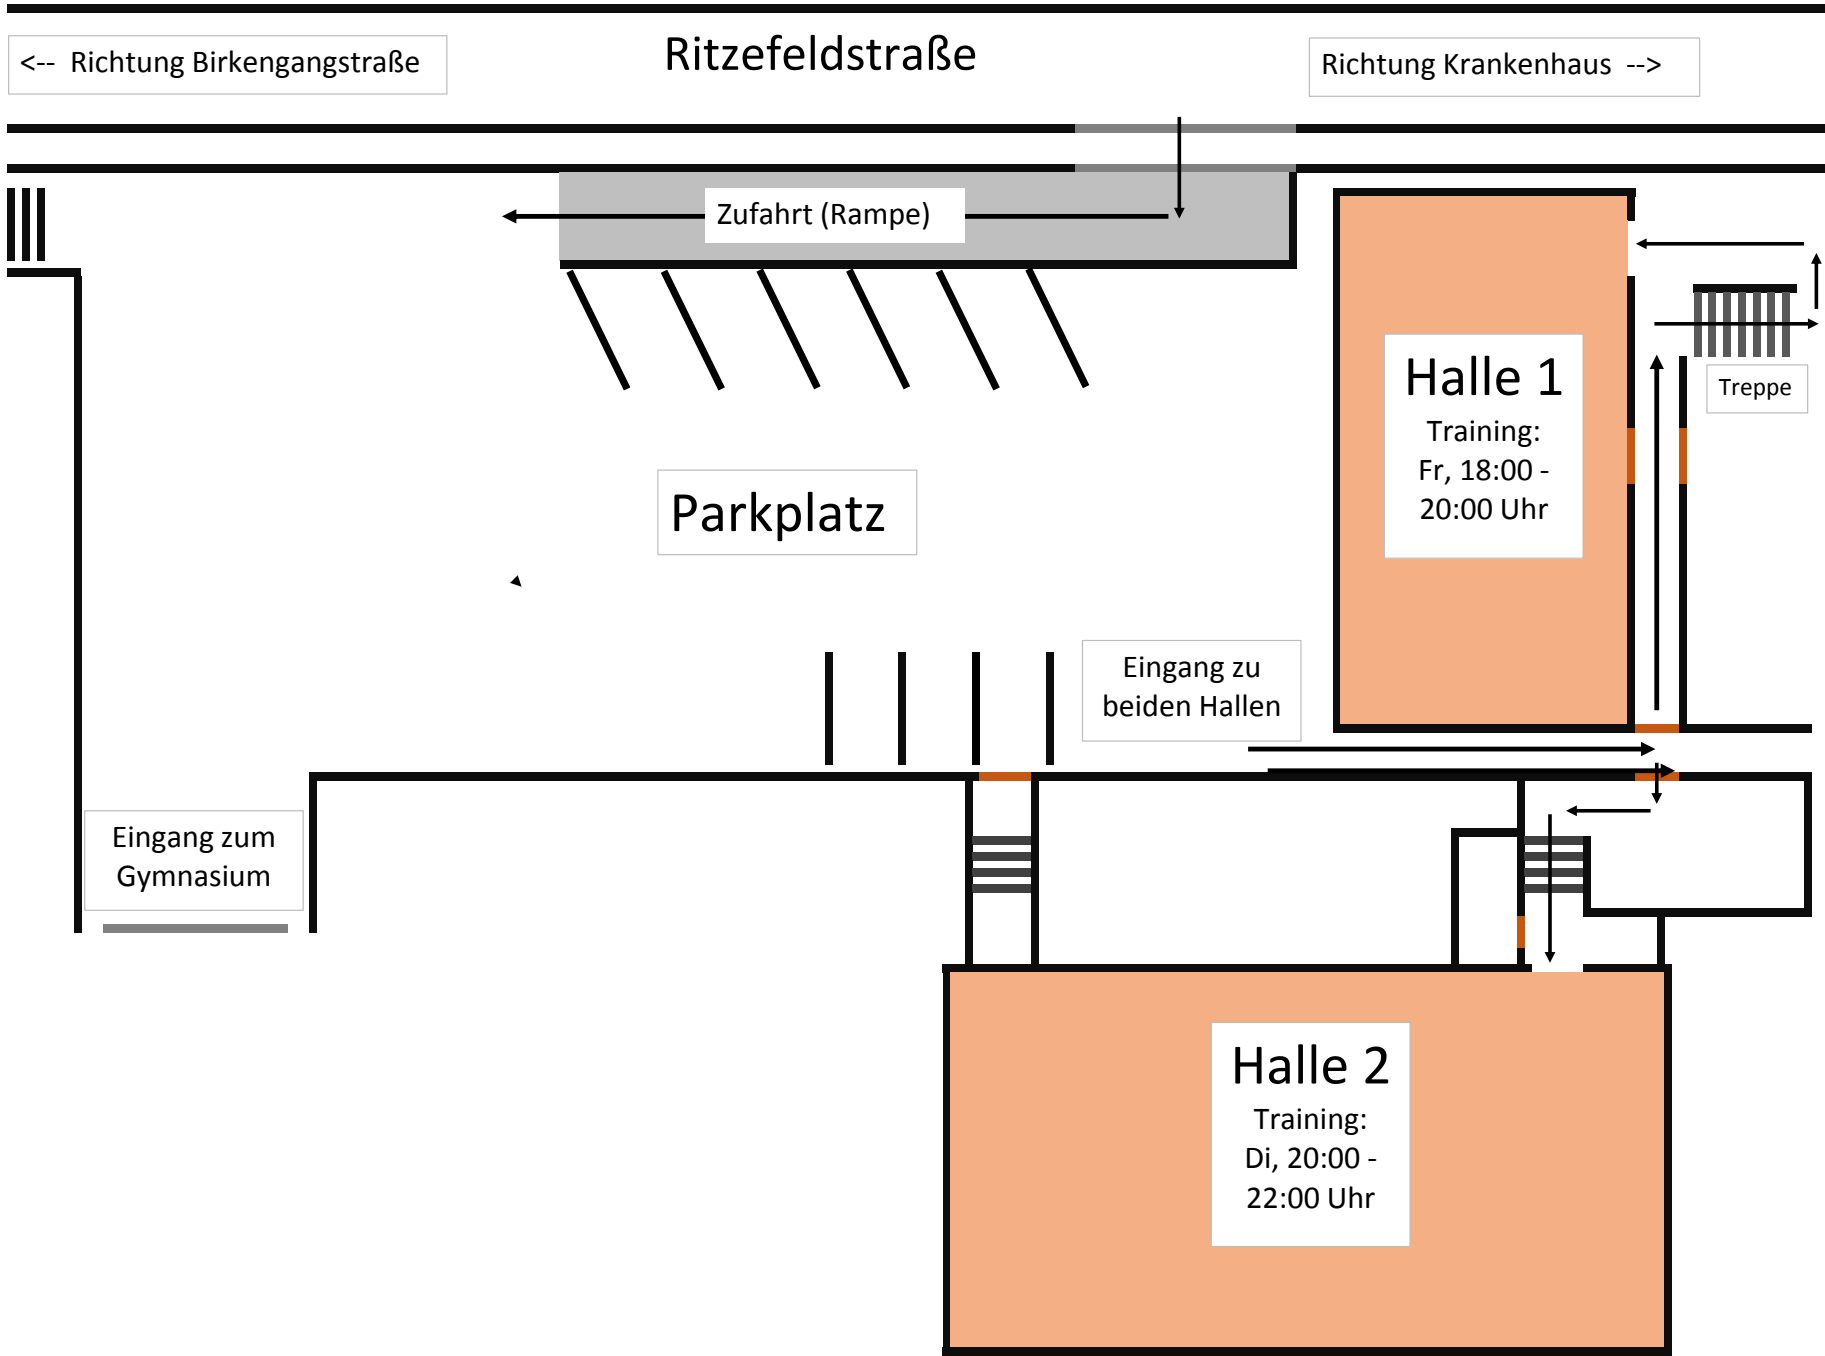 <-- Richtung Birkengangstraße
Ritzefeldstraße
Richtung Krankenhaus -->
Zufahrt (Rampe)
Halle 1
Training:
Fr, 18:00 -
20:00 Uhr
Treppe
Parkplatz
Eingang zu
beiden Hallen
Eingang zum
Gymnasium
Halle 2
Training:
Di, 20:00 -
22:00 Uhr